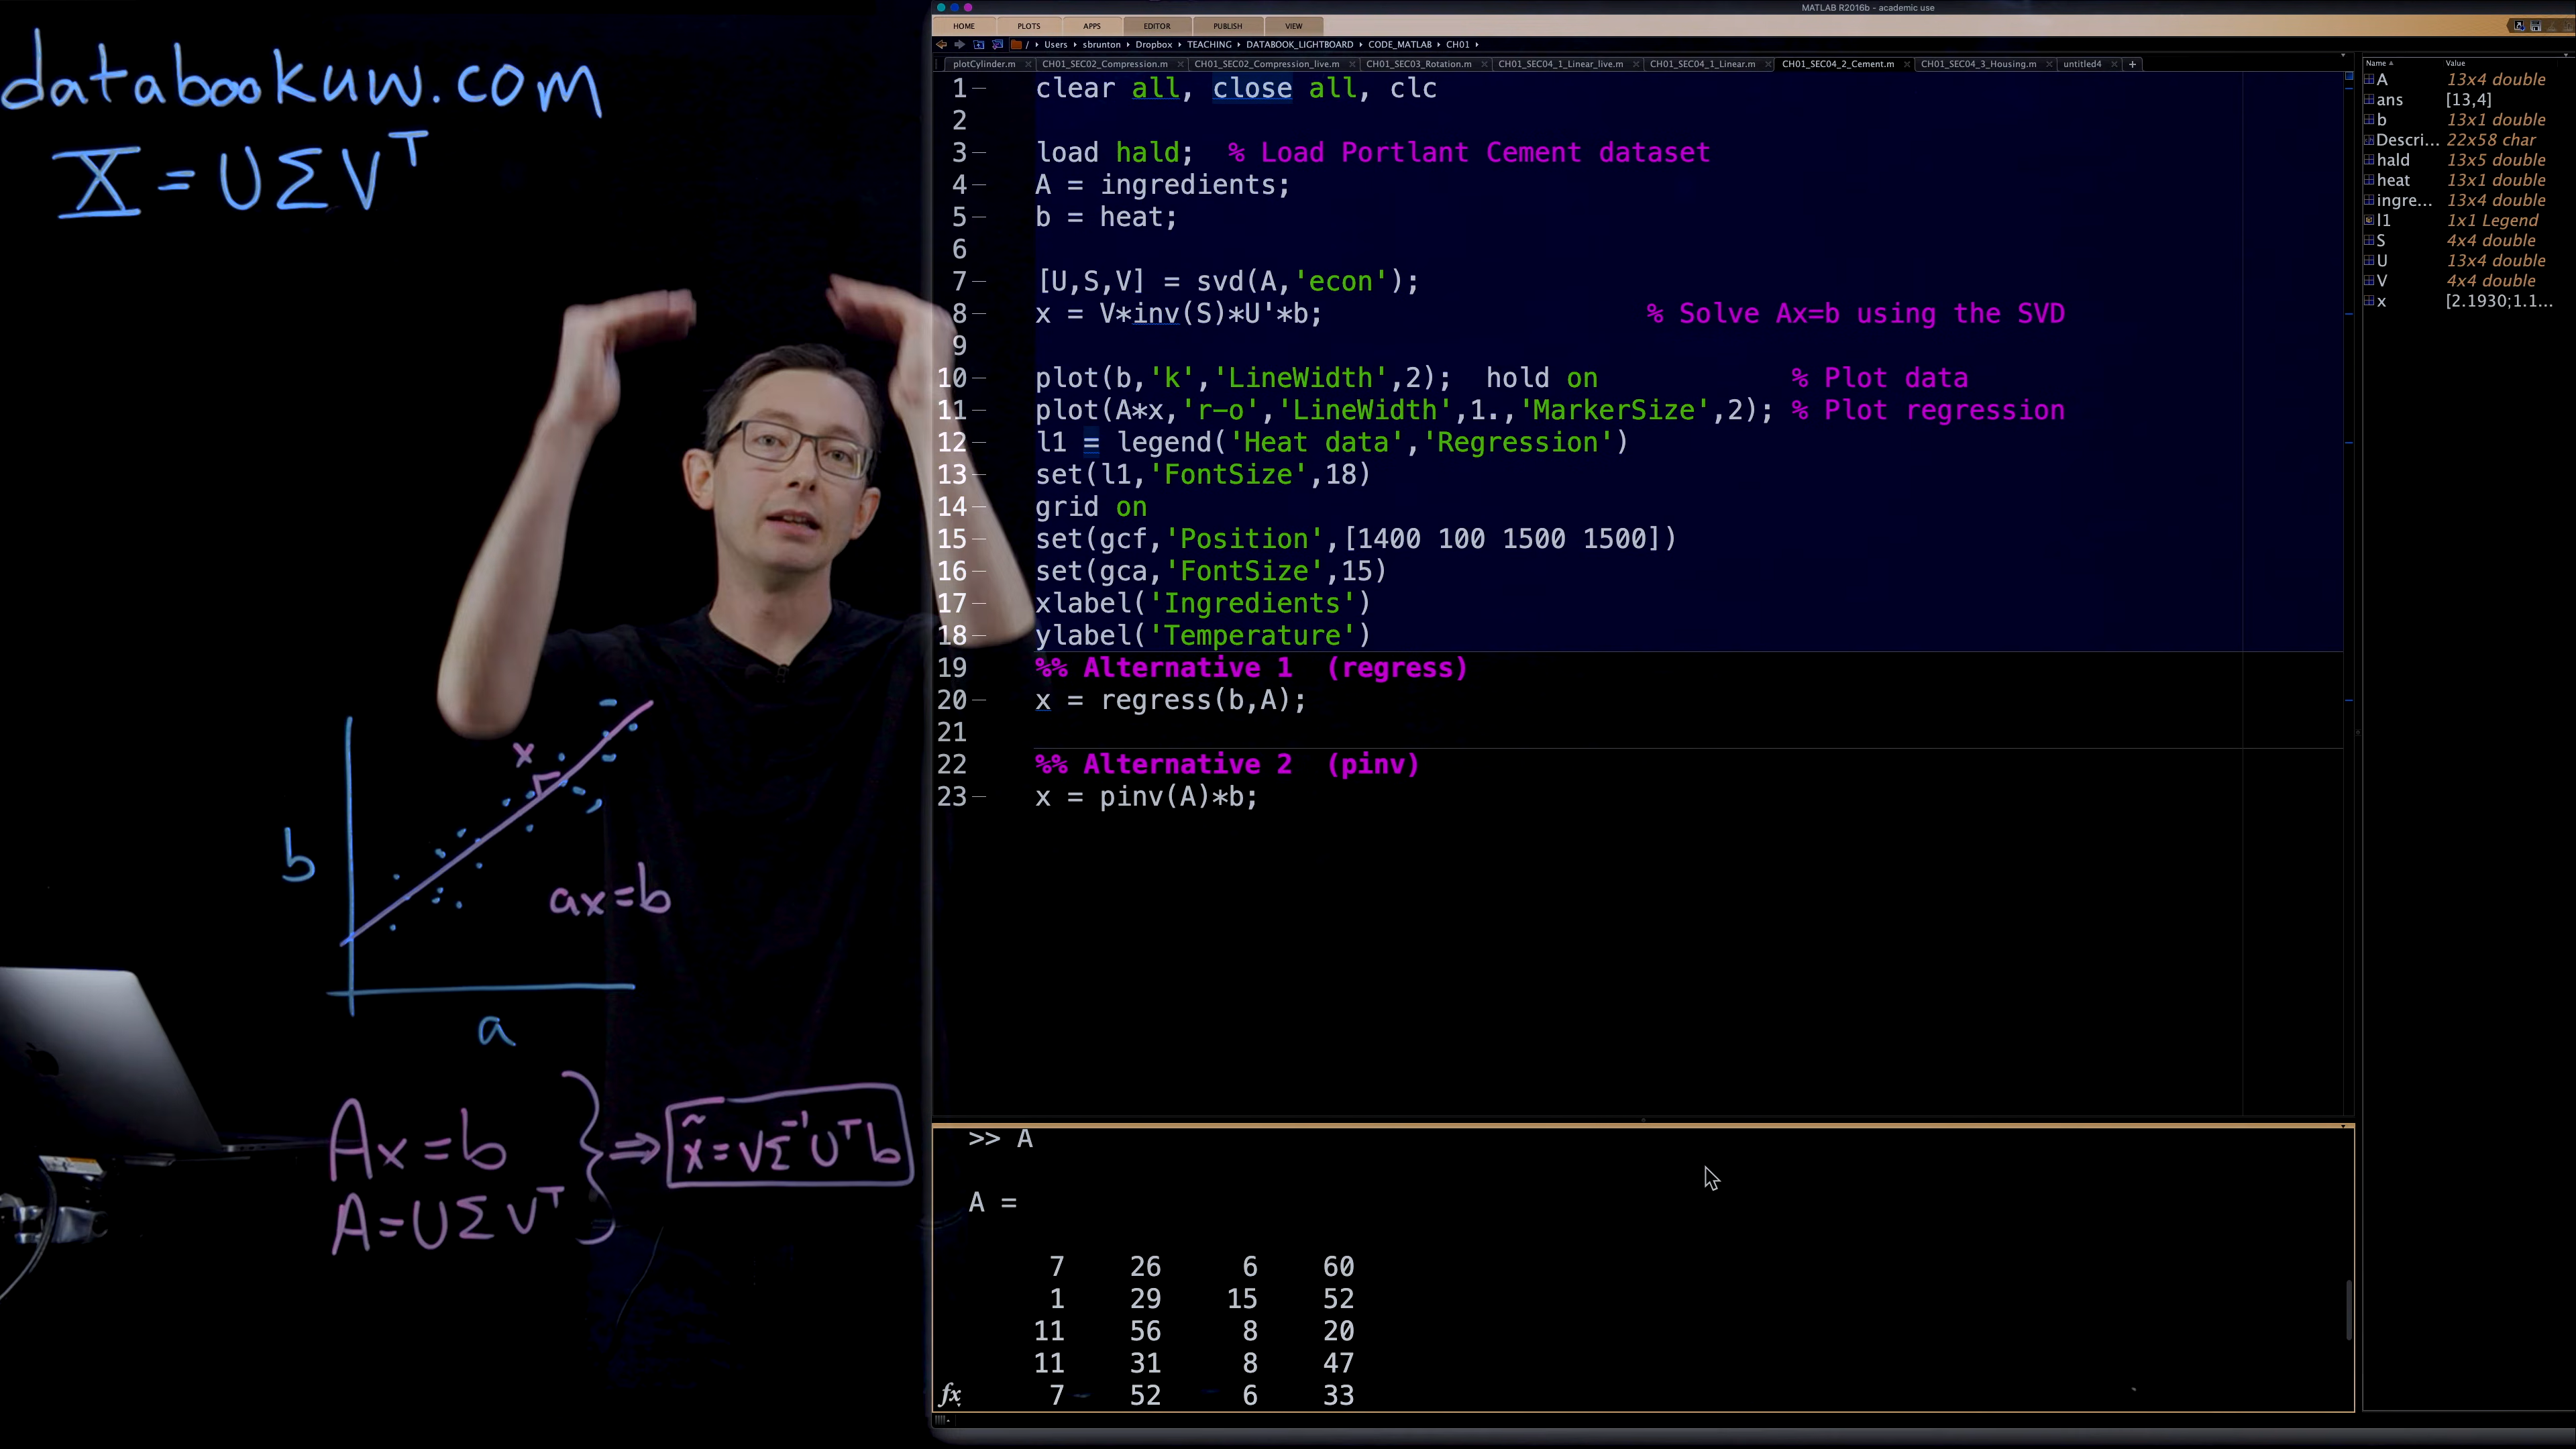 databookuw.com
X = UΣVᵀ
x
b
ax=b
a
Ax=b
A=UΣVᵀ
⇒ x̃=VΣ⁻¹Uᵀb
MATLAB R2016b - academic use
HOME PLOTS APPS EDITOR PUBLISH VIEW
/ ▸ Users ▸ sbrunton ▸ Dropbox ▸ TEACHING ▸ DATABOOK_LIGHTBOARD ▸ CODE_MATLAB ▸ CH01 ▸
plotCylinder.m × CH01_SEC02_Compression.m × CH01_SEC02_Compression_live.m × CH01_SEC03_Rotation.m × CH01_SEC04_1_Linear_live.m × CH01_SEC04_1_Linear.m × CH01_SEC04_2_Cement.m × CH01_SEC04_3_Housing.m × untitled4 × +
1 — clear all, close all, clc
2
3 — load hald;  % Load Portlant Cement dataset
4 — A = ingredients;
5 — b = heat;
6
7 — [U,S,V] = svd(A,'econ');
8 — x = V*inv(S)*U'*b;                    % Solve Ax=b using the SVD
9
10 — plot(b,'k','LineWidth',2);  hold on            % Plot data
11 — plot(A*x,'r-o','LineWidth',1.,'MarkerSize',2); % Plot regression
12 — l1 = legend('Heat data','Regression')
13 — set(l1,'FontSize',18)
14 — grid on
15 — set(gcf,'Position',[1400 100 1500 1500])
16 — set(gca,'FontSize',15)
17 — xlabel('Ingredients')
18 — ylabel('Temperature')
19 %% Alternative 1  (regress)
20 — x = regress(b,A);
21
22 %% Alternative 2  (pinv)
23 — x = pinv(A)*b;
>> A
A =
7 26 6 60
1 29 15 52
11 56 8 20
11 31 8 47
fx 7 52 6 33
Name Value
A 13x4 double
ans [13,4]
b 13x1 double
Descri... 22x58 char
hald 13x5 double
heat 13x1 double
ingre... 13x4 double
l1 1x1 Legend
S 4x4 double
U 13x4 double
V 4x4 double
x [2.1930;1.1...